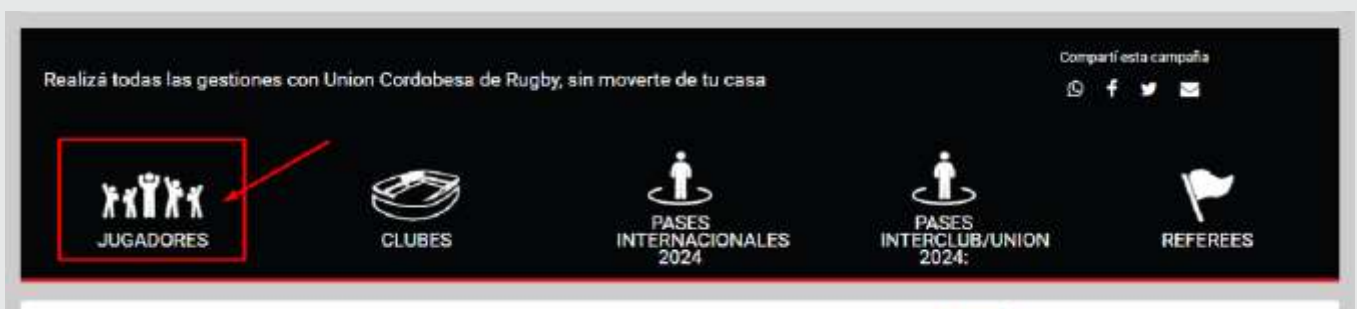 Compartí esta campaña
Realizá todas las gestiones con Union Cordobesa de Rugby, sin moverte de tu casa
JUGADORES
CLUBES
PASES
INTERNACIONALES
2024
PASES
INTERCLUB/UNION
2024:
REFEREES